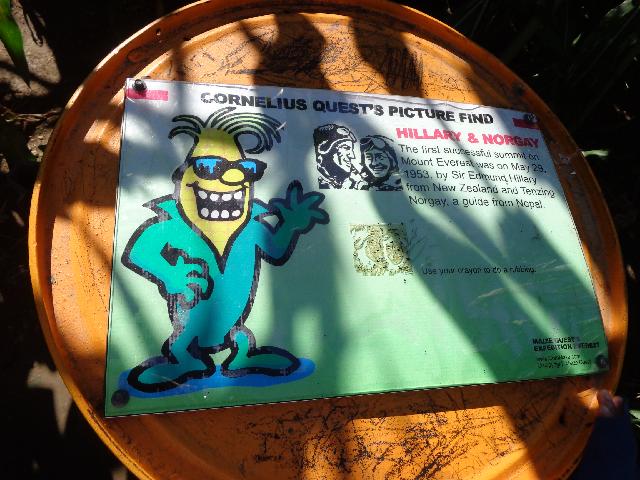 CORNELIUS QUEST'S PICTURE FIND
HILLARY & NORGAY
The first successful summit on
Mount Everest was on May 29,
1953, by Sir Edmund Hillary
from New Zealand and Tenzing
Norgay, a guide from Nepal.
Use your crayon to do a rubbing.
MAIZE QUEST'S
EXPEDITION EVEREST